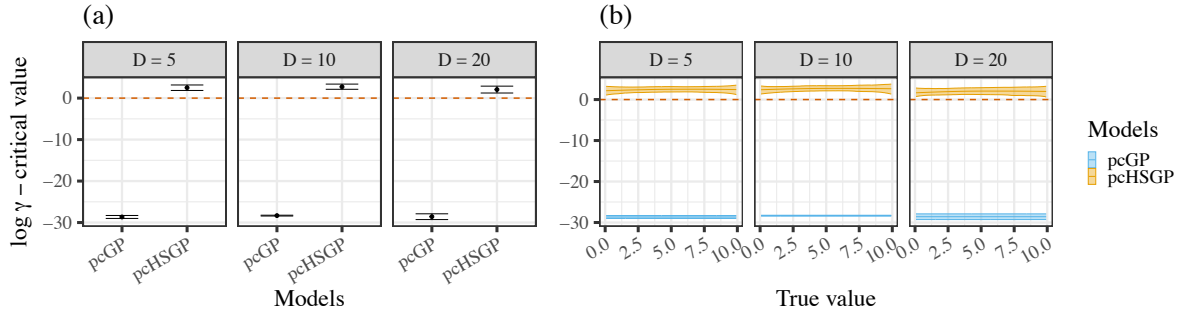 (a)
(b)
D = 5
D = 10
D = 20
D = 5
D = 10
D = 20
log γ − critical value
0
−10
−20
−30
0
−10
−20
−30
pcGP
pcHSGP
pcGP
pcHSGP
pcGP
pcHSGP
0.0
2.5
5.0
7.5
10.0
0.0
2.5
5.0
7.5
10.0
0.0
2.5
5.0
7.5
10.0
Models
True value
Models
pcGP
pcHSGP